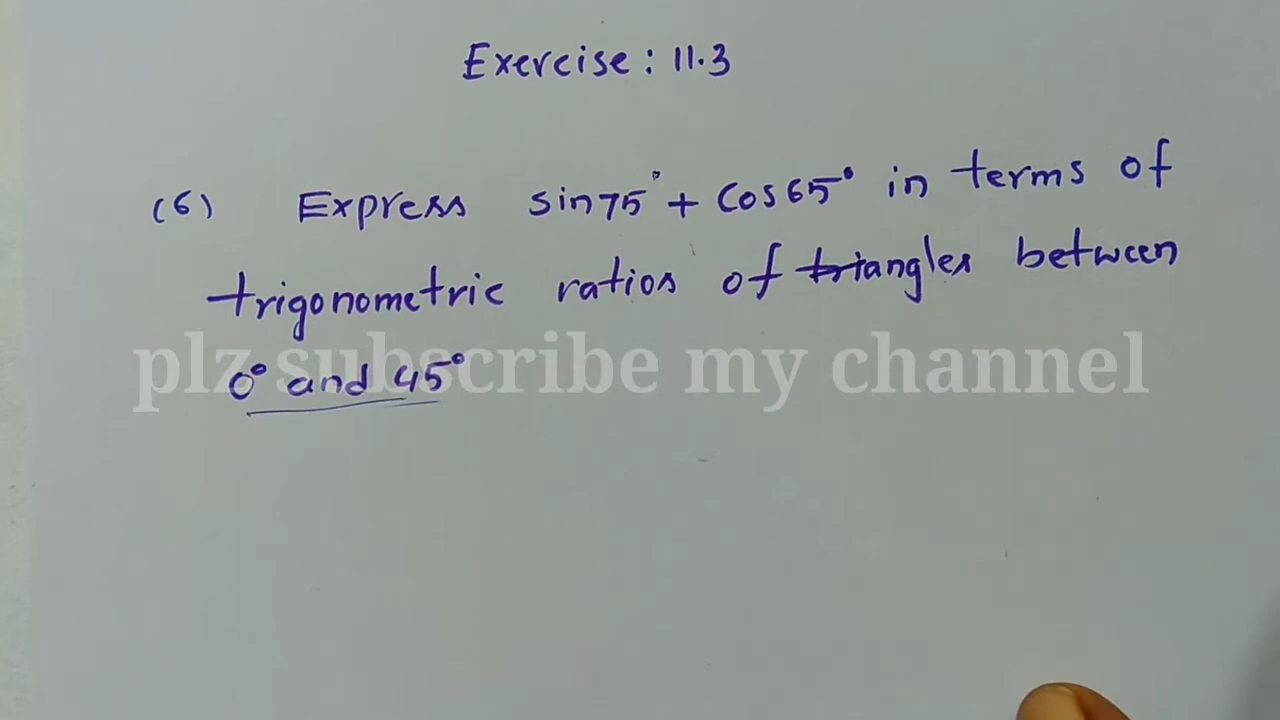 Exercise: 11.3
(6) Express sin75° + cos65° in terms of
trigonometric ratios of triangles between
plz subscribe my channel
0° and 45°